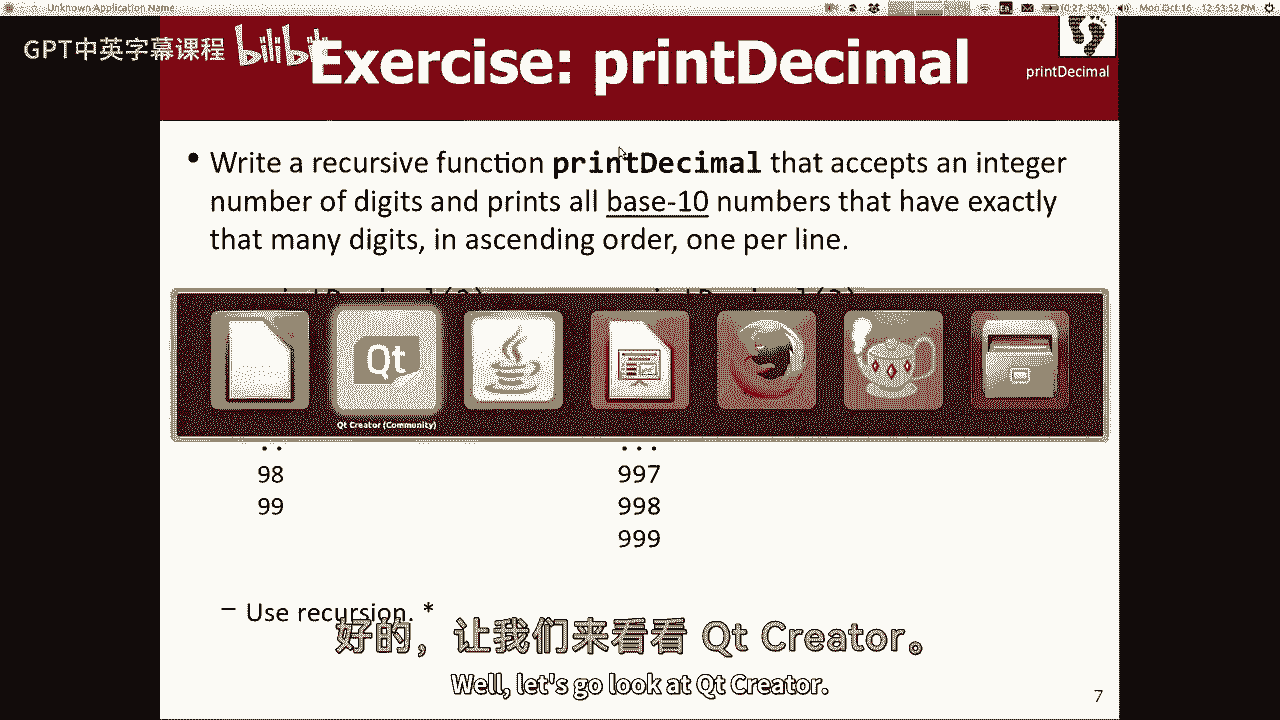 Unknown Application Name
(0:27, 92%) Mon Oct 16 12:53:52 PM
GPT中英字幕课程 bilibili
Exercise: printDecimal
printDecimal
• Write a recursive function printDecimal that accepts an integer
number of digits and prints all base-10 numbers that have exactly
that many digits, in ascending order, one per line.
Qt
Qt Creator (Community)
.. ...
98 997
99 998
999
– Use recursion. *
好的，让我们来看看 Qt Creator。
Well, let's go look at Qt Creator.
7